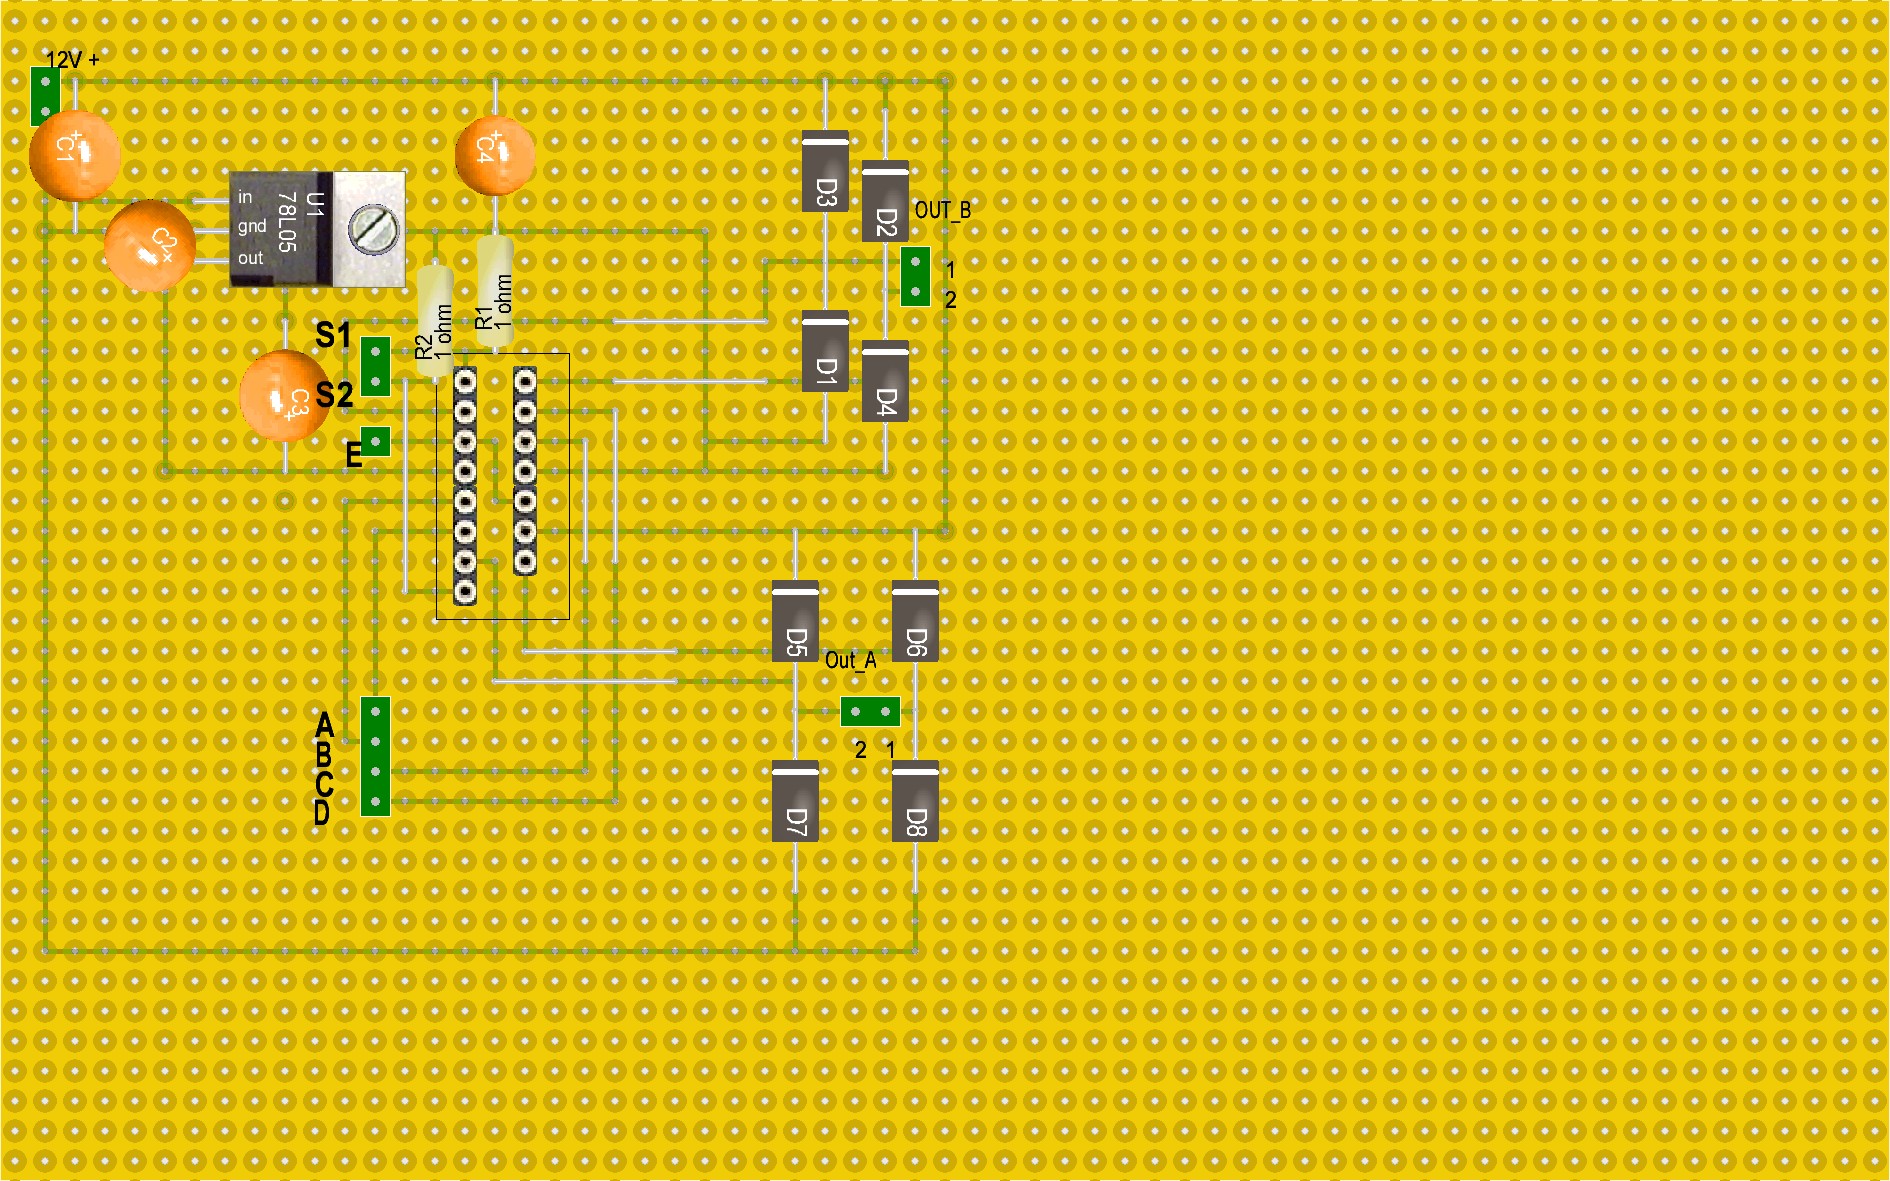 12V +
+
C1
+
C4
in
gnd
out
U1
78L05
C2
+
D3
D2
OUT_B
1
2
S1
S2
R2
1 ohm
R1
1 ohm
D1
D4
C3
+
E
D5
D6
Out_A
2 1
A
B
C
D
D7
D8